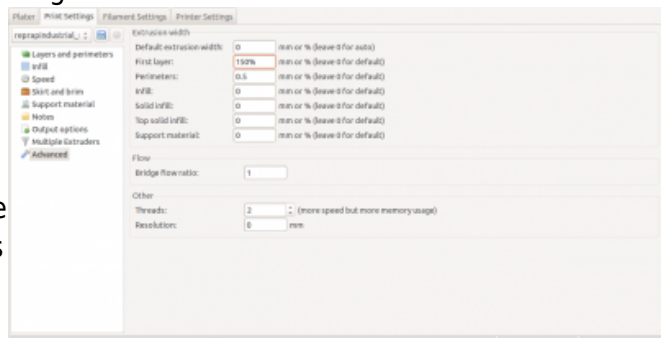 Plater Print Settings Filament Settings Printer Settings
reprapindustrial_
Layers and perimeters
Infill
Speed
Skirt and brim
Support material
Notes
Output options
Multiple Extruders
Advanced
Extrusion width
Default extrusion width: 0 mm or % (leave 0 for auto)
First layer: 150% mm or % (leave 0 for default)
Perimeters: 0.5 mm or % (leave 0 for default)
Infill: 0 mm or % (leave 0 for default)
Solid infill: 0 mm or % (leave 0 for default)
Top solid infill: 0 mm or % (leave 0 for default)
Support material: 0 mm or % (leave 0 for default)
Flow
Bridge flow ratio: 1
Other
Threads: 2 (more speed but more memory usage)
Resolution: 0 mm